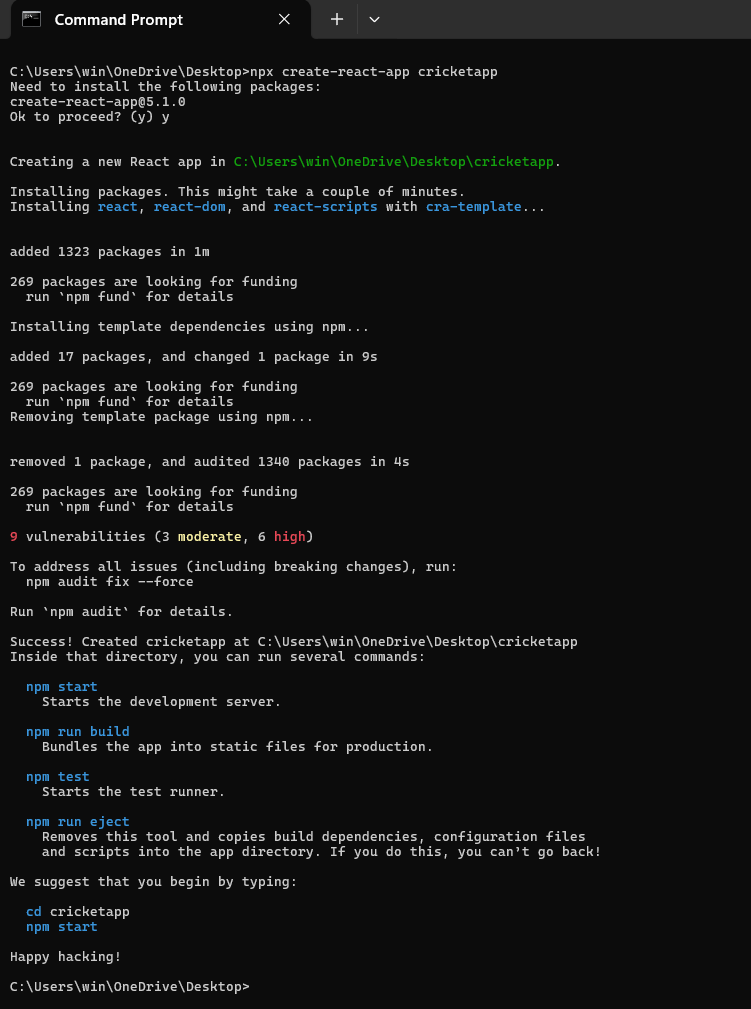 Command Prompt
C:\Users\win\OneDrive\Desktop>npx create-react-app cricketapp
Need to install the following packages:
create-react-app@5.1.0
Ok to proceed? (y) y
Creating a new React app in C:\Users\win\OneDrive\Desktop\cricketapp.
Installing packages. This might take a couple of minutes.
Installing react, react-dom, and react-scripts with cra-template...
added 1323 packages in 1m
269 packages are looking for funding
  run `npm fund` for details
Installing template dependencies using npm...
added 17 packages, and changed 1 package in 9s
269 packages are looking for funding
  run `npm fund` for details
Removing template package using npm...
removed 1 package, and audited 1340 packages in 4s
269 packages are looking for funding
  run `npm fund` for details
9 vulnerabilities (3 moderate, 6 high)
To address all issues (including breaking changes), run:
  npm audit fix --force
Run `npm audit` for details.
Success! Created cricketapp at C:\Users\win\OneDrive\Desktop\cricketapp
Inside that directory, you can run several commands:
  npm start
    Starts the development server.
  npm run build
    Bundles the app into static files for production.
  npm test
    Starts the test runner.
  npm run eject
    Removes this tool and copies build dependencies, configuration files
    and scripts into the app directory. If you do this, you can't go back!
We suggest that you begin by typing:
  cd cricketapp
  npm start
Happy hacking!
C:\Users\win\OneDrive\Desktop>